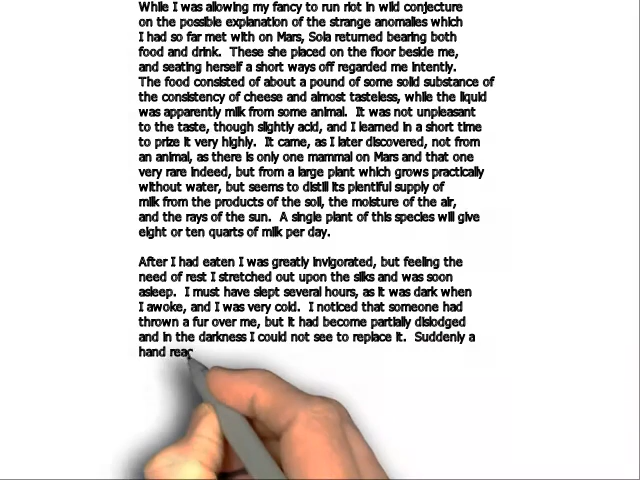 While I was allowing my fancy to run riot in wild conjecture
on the possible explanation of the strange anomalies which
I had so far met with on Mars, Sola returned bearing both
food and drink.  These she placed on the floor beside me,
and seating herself a short ways off regarded me intently.
The food consisted of about a pound of some solid substance of
the consistency of cheese and almost tasteless, while the liquid
was apparently milk from some animal.  It was not unpleasant
to the taste, though slightly acid, and I learned in a short time
to prize it very highly.  It came, as I later discovered, not from
an animal, as there is only one mammal on Mars and that one
very rare indeed, but from a large plant which grows practically
without water, but seems to distill its plentiful supply of
milk from the products of the soil, the moisture of the air,
and the rays of the sun.  A single plant of this species will give
eight or ten quarts of milk per day.

After I had eaten I was greatly invigorated, but feeling the
need of rest I stretched out upon the silks and was soon
asleep.  I must have slept several hours, as it was dark when
I awoke, and I was very cold.  I noticed that someone had
thrown a fur over me, but it had become partially dislodged
and in the darkness I could not see to replace it.  Suddenly a
hand reac